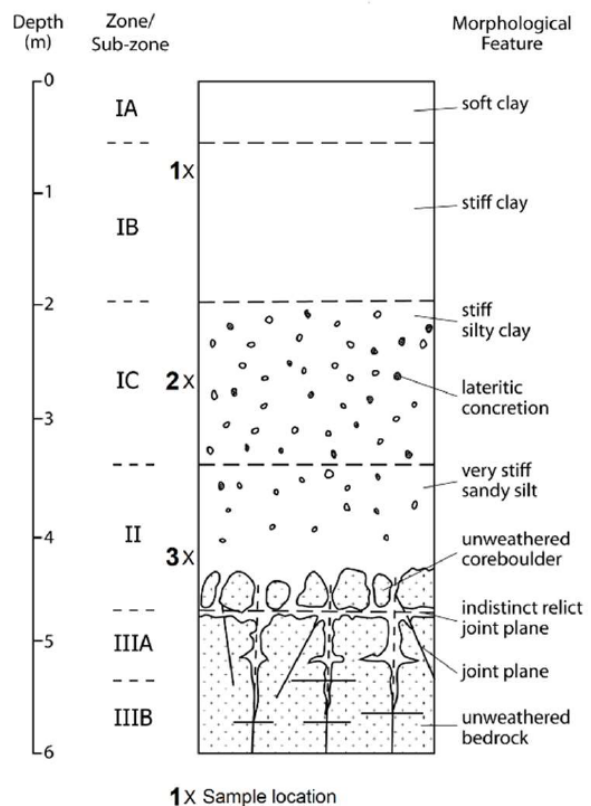 Depth
(m)
Zone/
Sub-zone
Morphological
Feature
0
IA
soft clay
1X
1
stiff clay
IB
2
stiff
silty clay
IC
2X
lateritic
concretion
3
very stiff
sandy silt
II
4
3X
unweathered
coreboulder
indistinct relict
joint plane
5
IIIA
joint plane
IIIB
unweathered
bedrock
6
1X Sample location